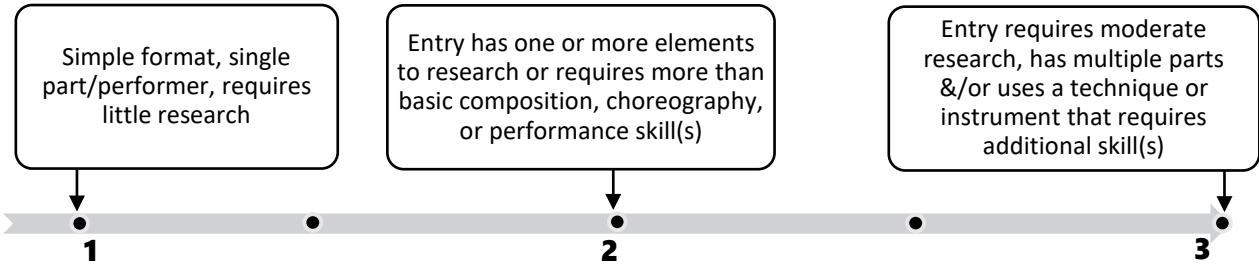 Simple format, single
part/performer, requires
little research
Entry has one or more elements
to research or requires more than
basic composition, choreography,
or performance skill(s)
Entry requires moderate
research, has multiple parts
&/or uses a technique or
instrument that requires
additional skill(s)
1
2
3